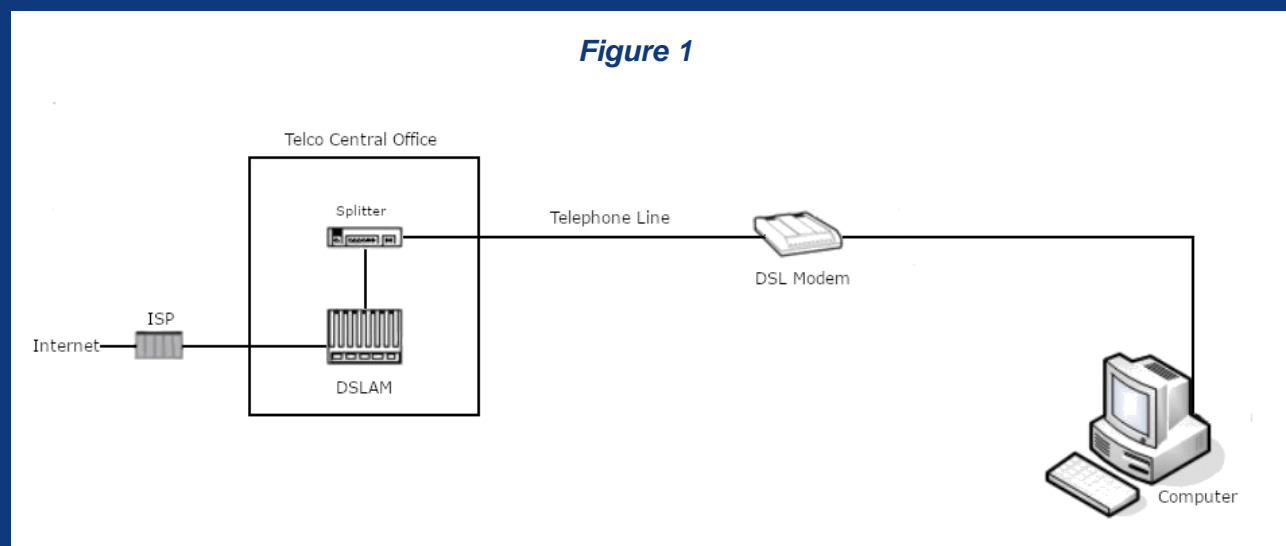 Figure 1
Telco Central Office
Splitter
Telephone Line
DSL Modem
ISP
Internet
DSLAM
Computer